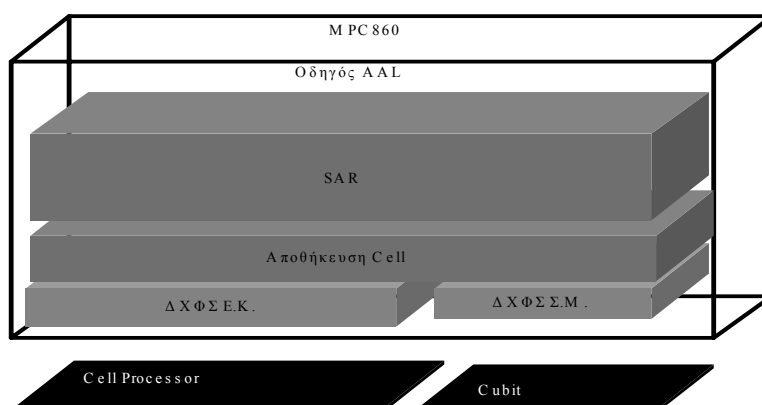 MPC860
Οδηγός AAL
SAR
Αποθήκευση Cell
ΔΧΦΣ Ε.Κ.
ΔΧΦΣ Σ.Μ.
Cell Processor
Cubit